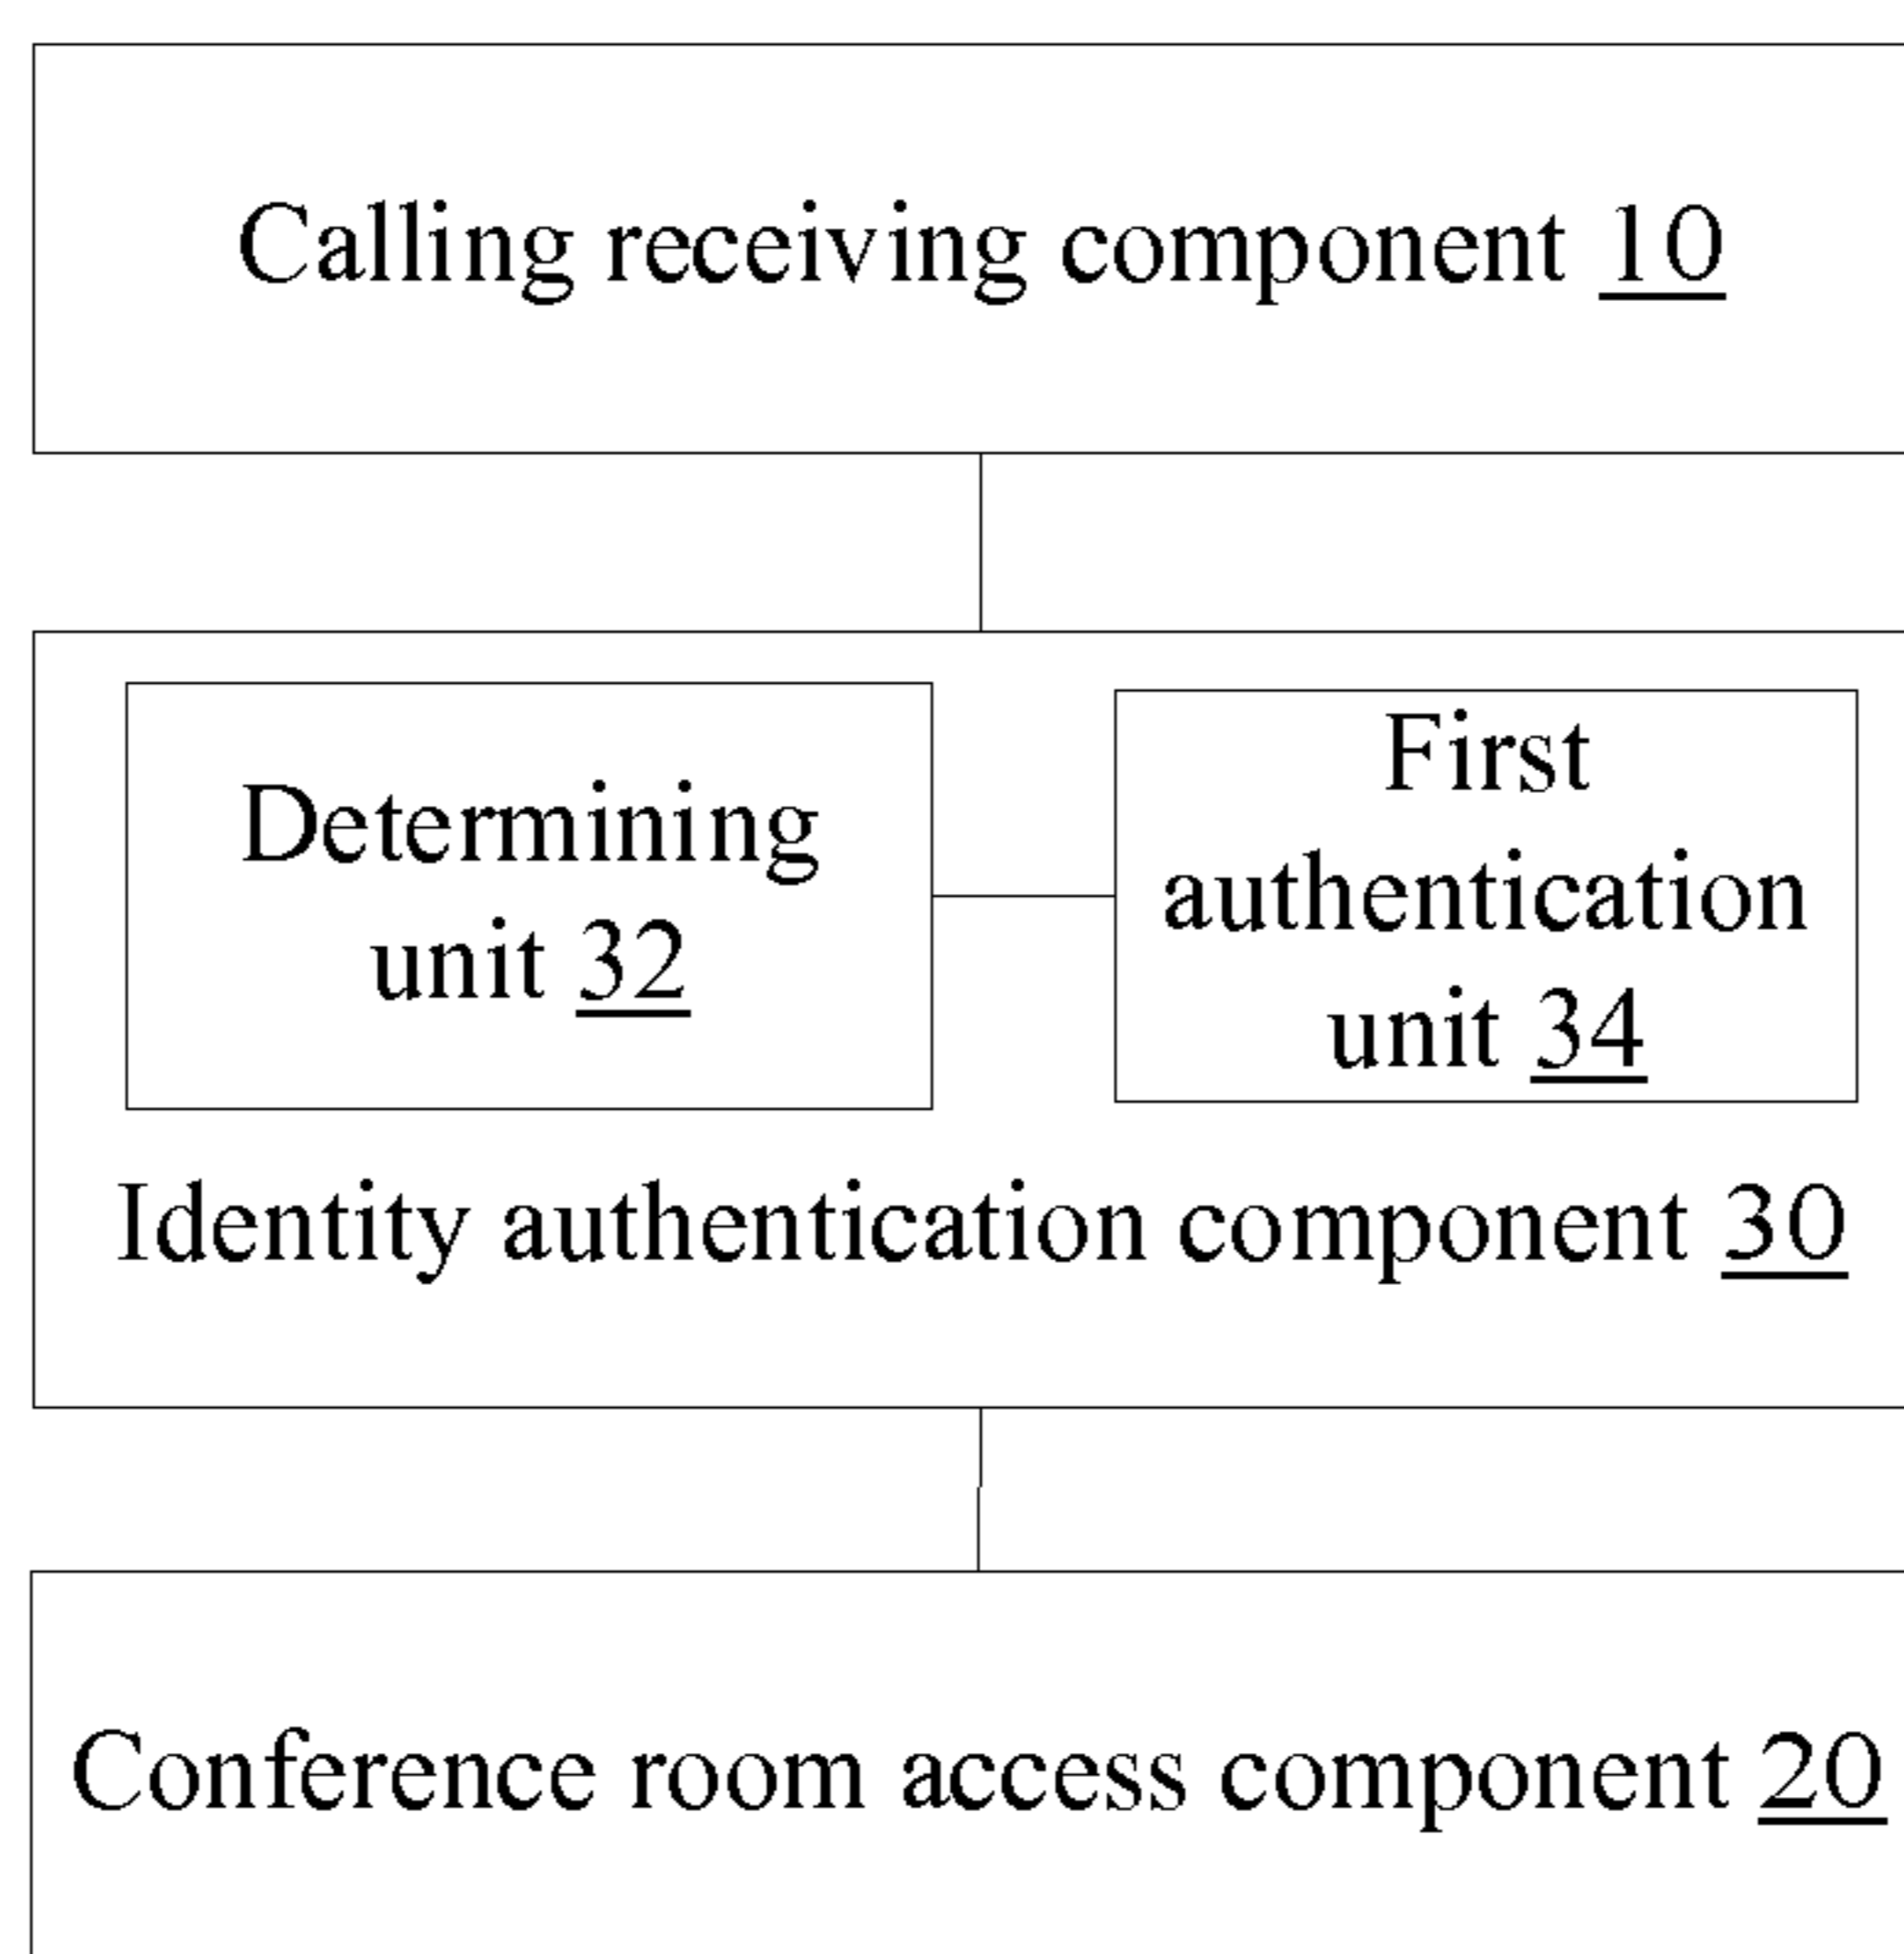 Calling receiving component 10
Determining
unit 32
First
authentication
unit 34
Identity authentication component 30
Conference room access component 20